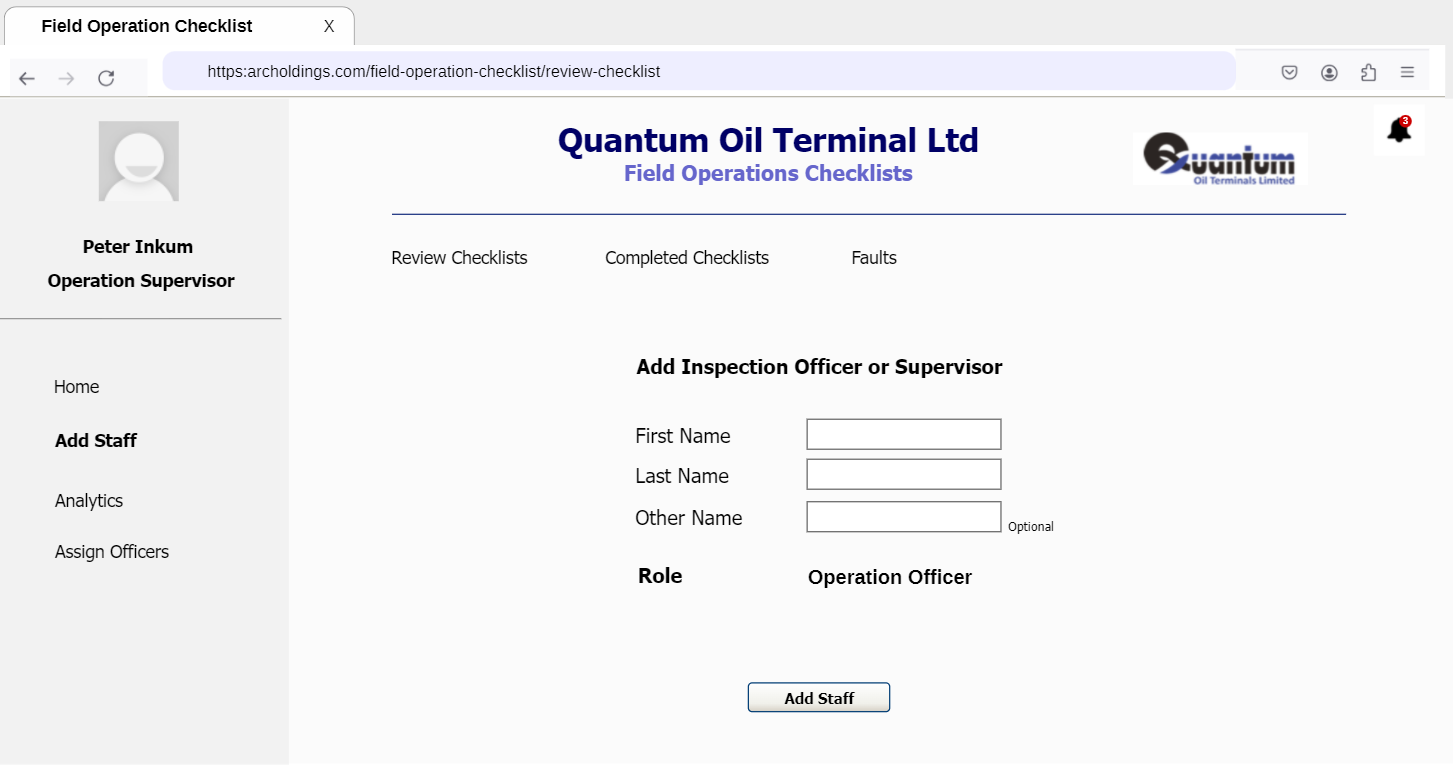 Field Operation Checklist X
https:archoldings.com/field-operation-checklist/review-checklist
3
Quantum Oil Terminal Ltd
Field Operations Checklists
Quantum
Oil Terminals Limited
Peter Inkum
Operation Supervisor
Review Checklists Completed Checklists Faults
Home
Add Staff
Analytics
Assign Officers
Add Inspection Officer or Supervisor
First Name
Last Name
Other Name Optional
Role Operation Officer
Add Staff